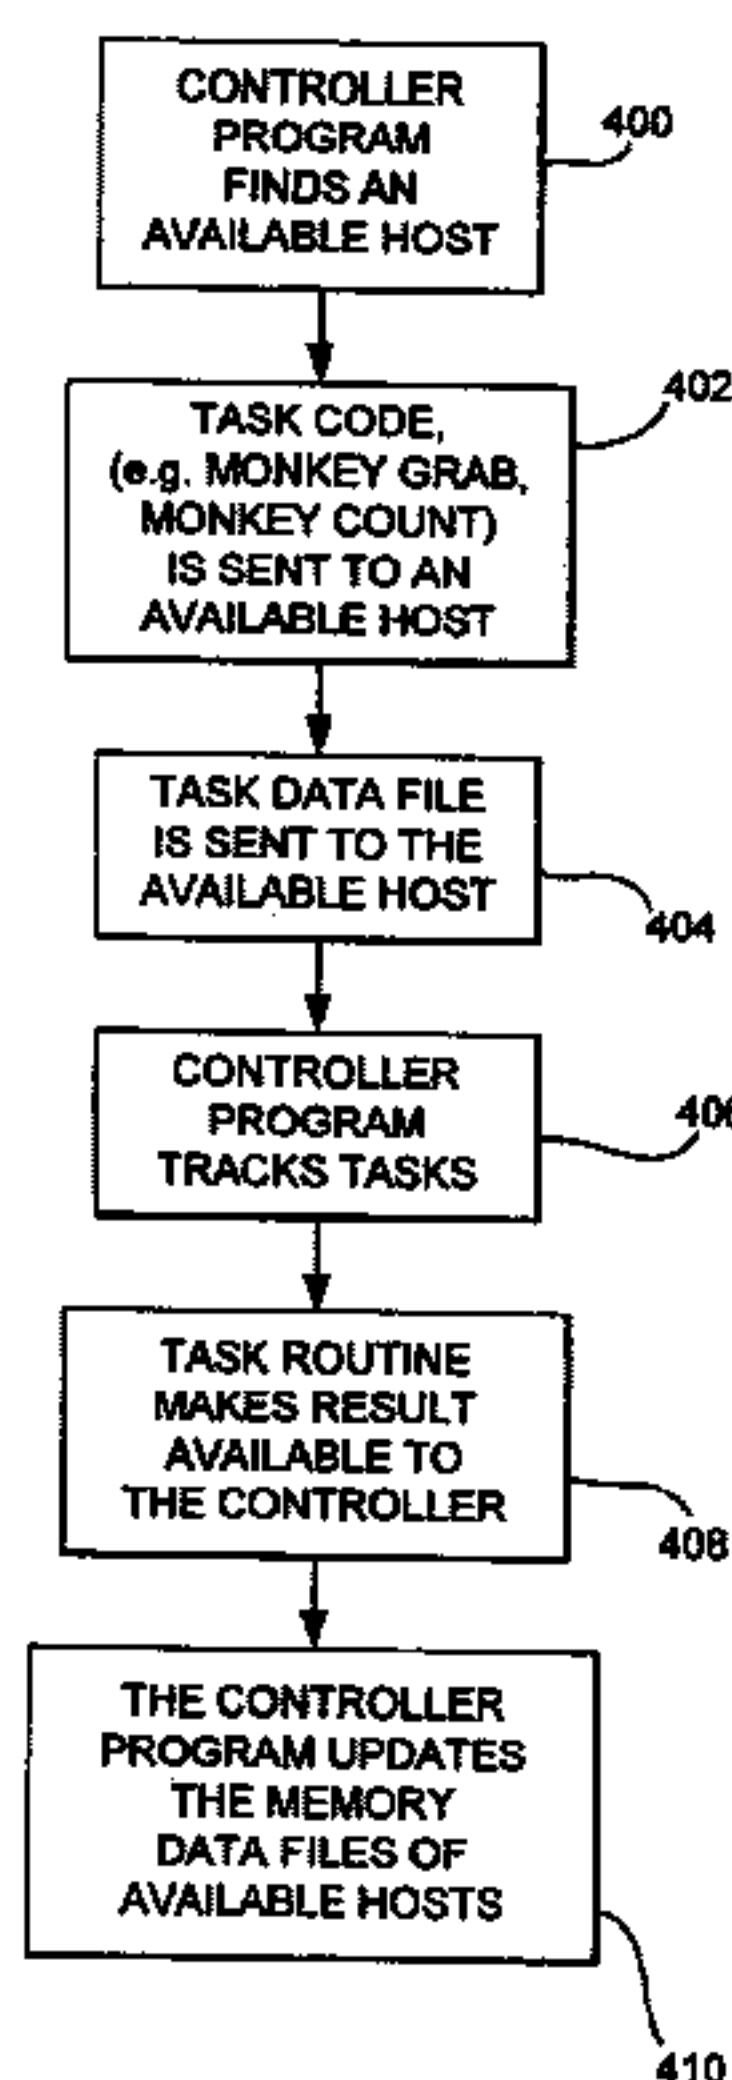 CONTROLLER
PROGRAM
FINDS AN
AVAILABLE HOST
400
TASK CODE,
(e.g. MONKEY GRAB,
MONKEY COUNT)
IS SENT TO AN
AVAILABLE HOST
402
TASK DATA FILE
IS SENT TO THE
AVAILABLE HOST
404
CONTROLLER
PROGRAM
TRACKS TASKS
406
TASK ROUTINE
MAKES RESULT
AVAILABLE TO
THE CONTROLLER
408
THE CONTROLLER
PROGRAM UPDATES
THE MEMORY
DATA FILES OF
AVAILABLE HOSTS
410